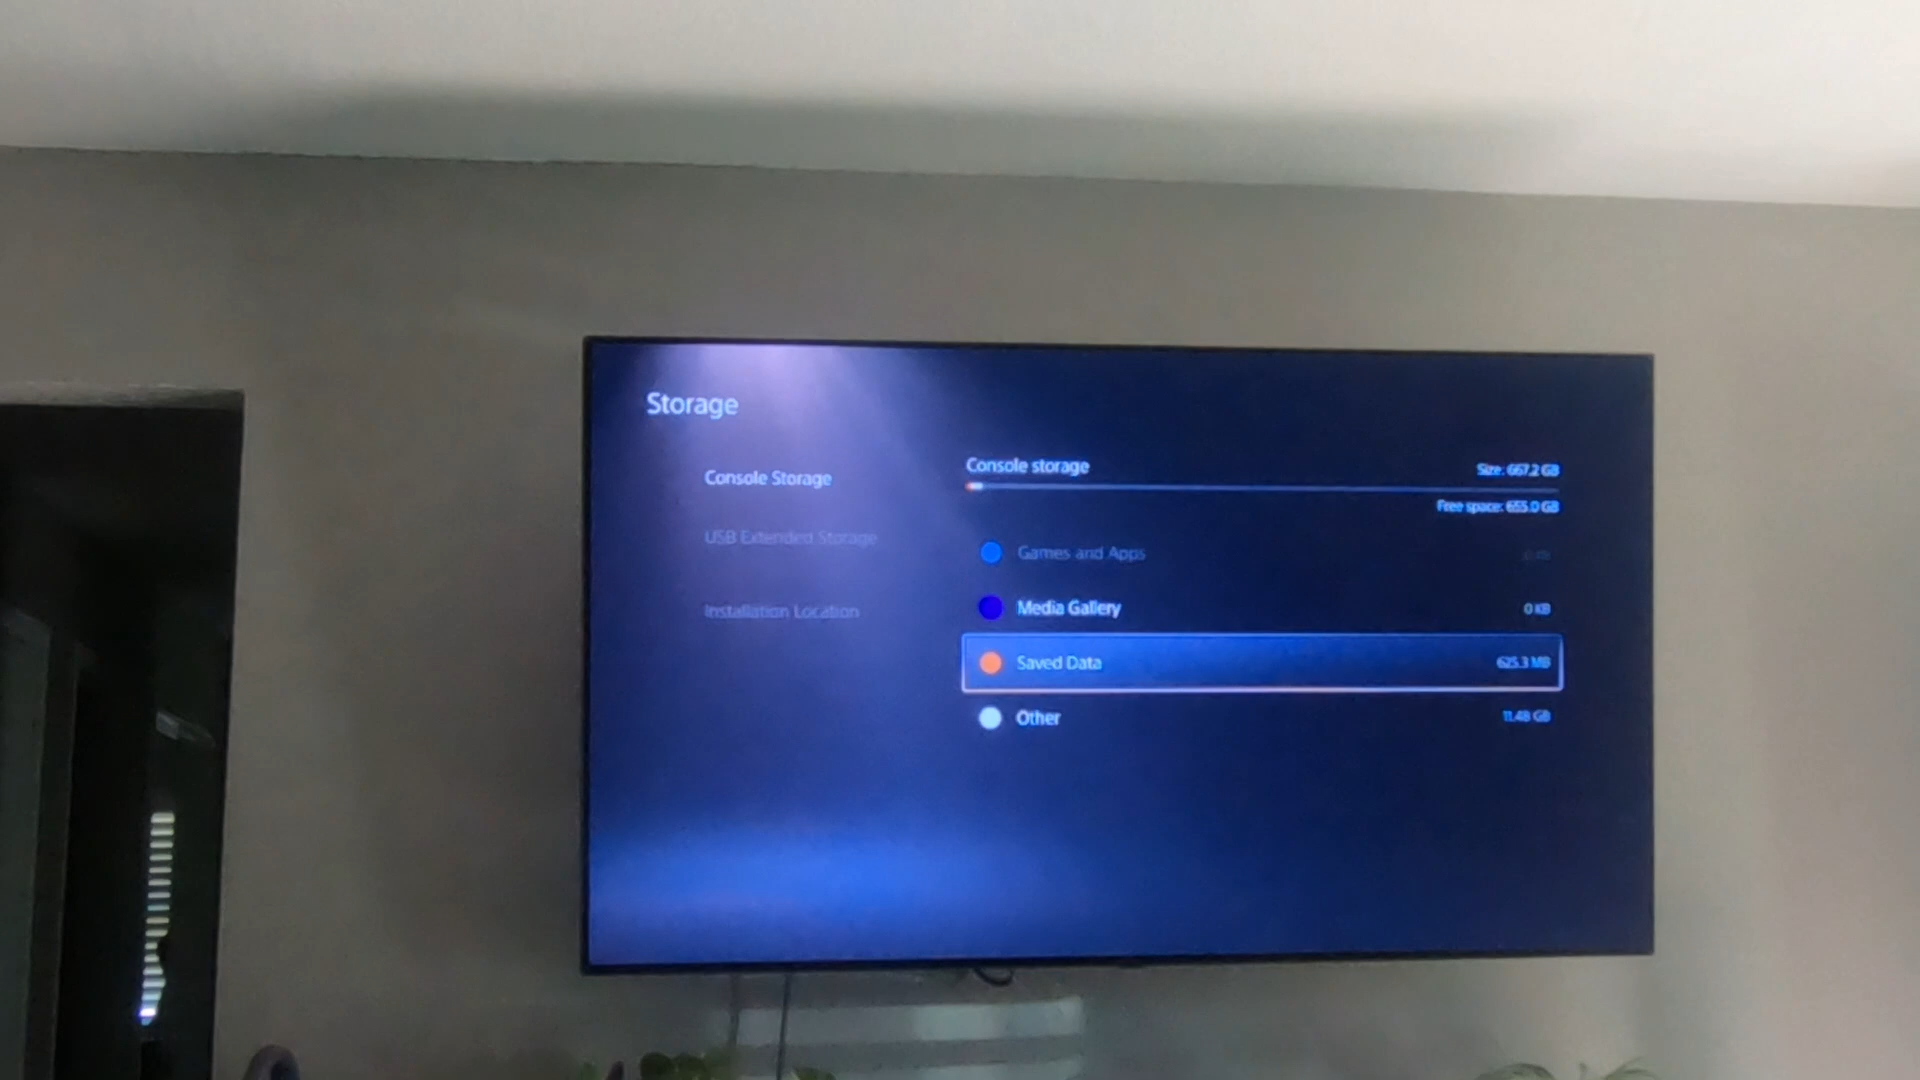 Storage
Console Storage
USB Extended Storage
Installation Location
Console storage
Size: 667.2 GB
Free space: 655.0 GB
Games and Apps
Media Gallery
0 KB
Saved Data
625.3 MB
Other
11.48 GB